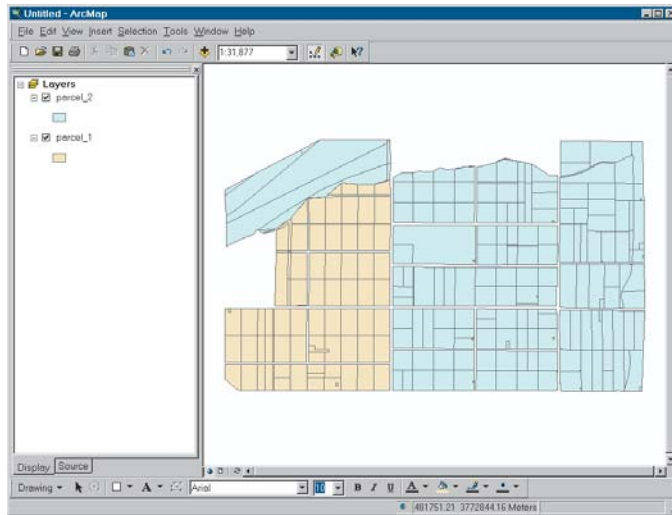 Untitled - ArcMap
File Edit View Insert Selection Tools Window Help
1:31,877
Layers
parcel_2
parcel_1
Display Source
Drawing A Arial 10 B I U A
481751.21 3772844.16 Meters